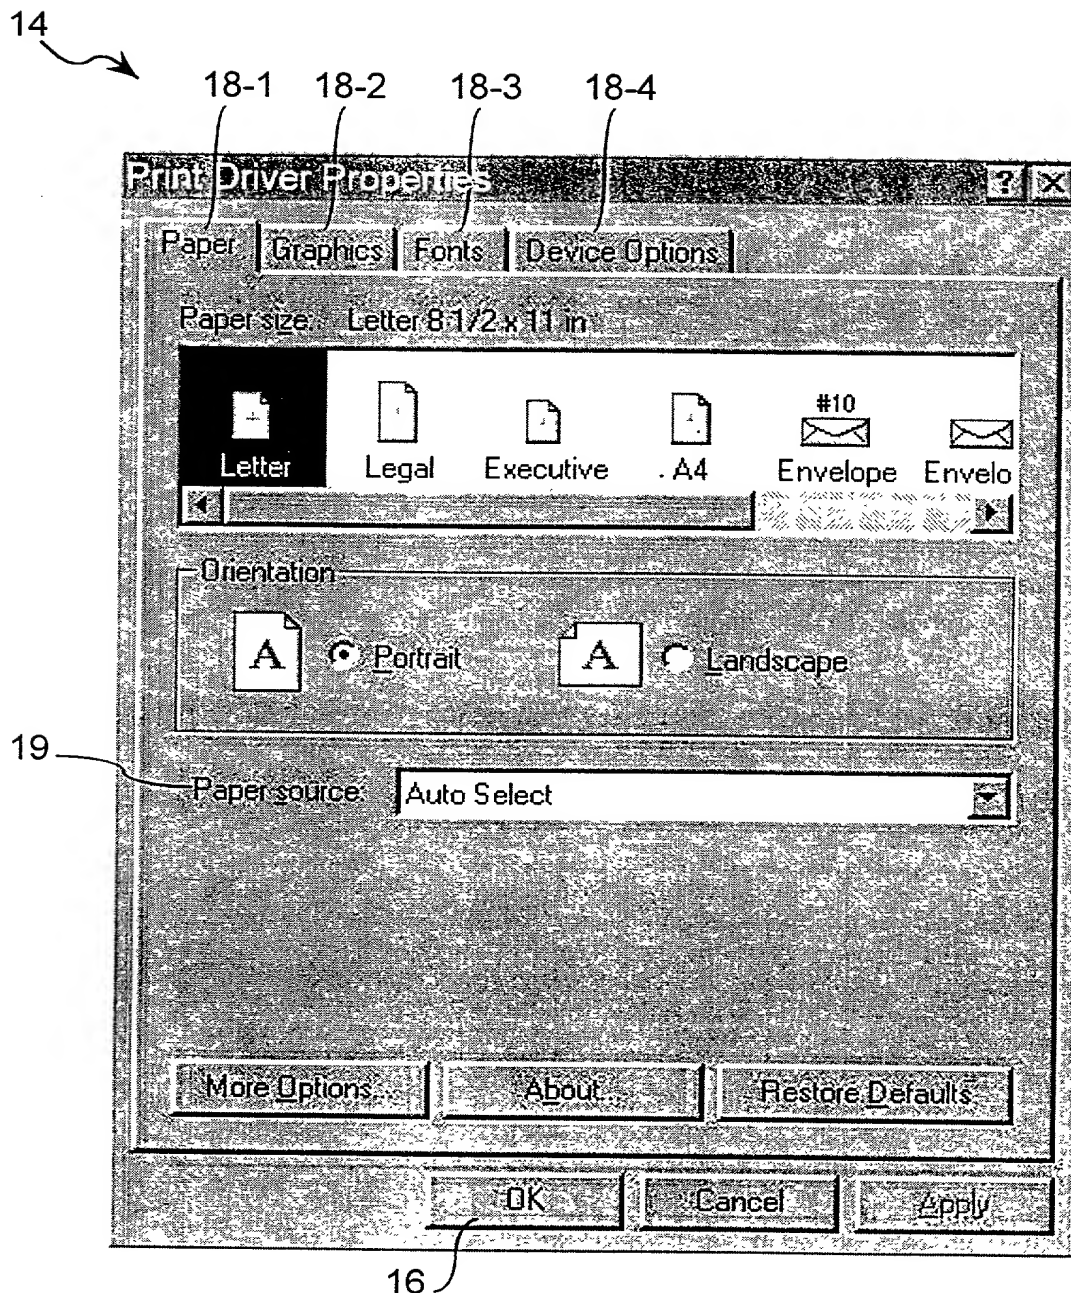 14
18-1 18-2 18-3 18-4
Print Driver Properties
Paper Graphics Fonts Device Options
Paper size: Letter 8 1/2 x 11 in
#10
Letter Legal Executive A4 Envelope Envelo
Orientation
A Portrait A Landscape
19
Paper source: Auto Select
More Options... About... Restore Defaults
OK Cancel Apply
16